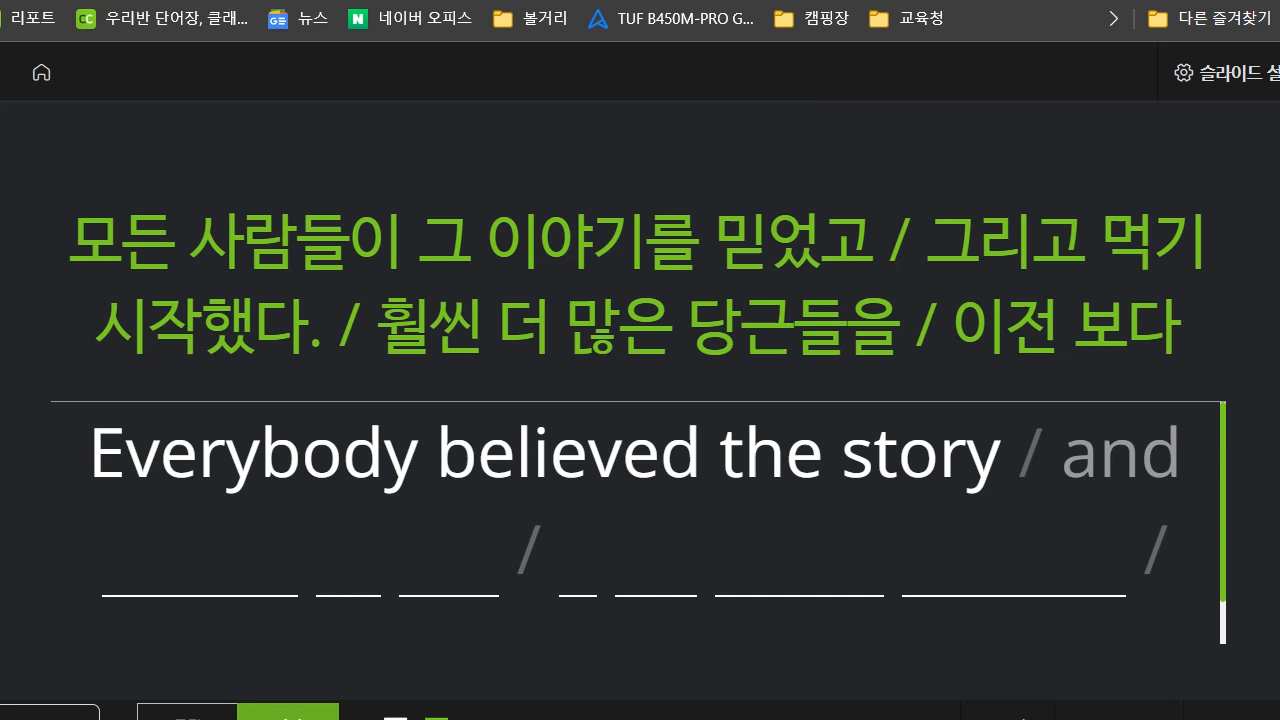 리포트 우리반 단어장, 클래... 뉴스 네이버 오피스 볼거리 TUF B450M-PRO G... 캠핑장 교육청 다른 즐겨찾기
슬라이드
모든 사람들이 그 이야기를 믿었고 / 그리고 먹기
시작했다. / 훨씬 더 많은 당근들을 / 이전 보다
Everybody believed the story / and
/ /